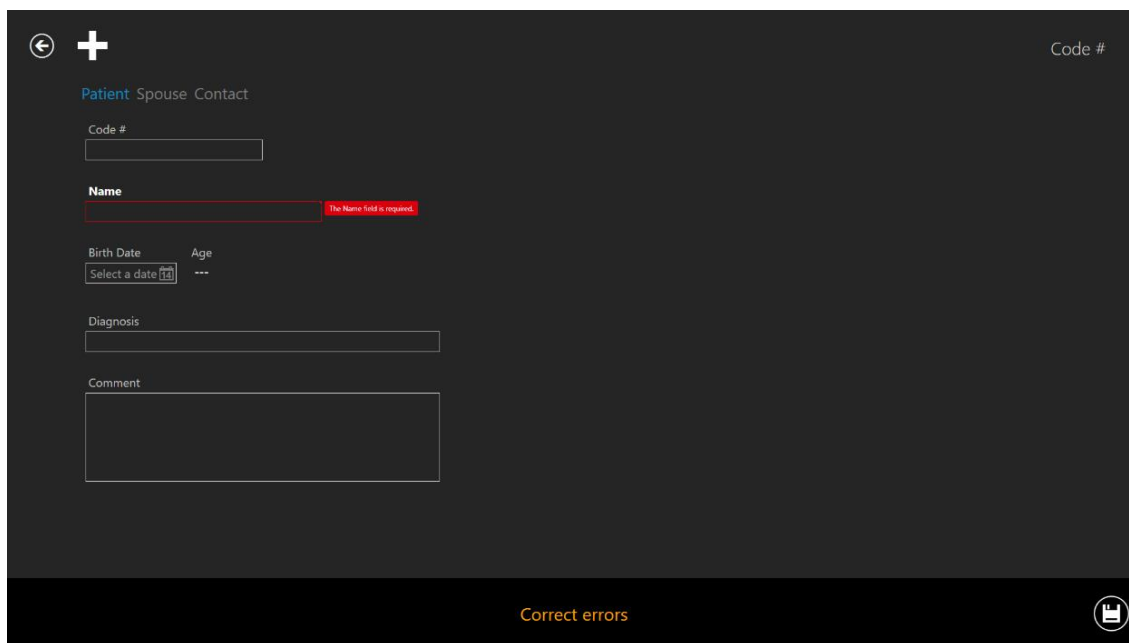 Code #
Patient Spouse Contact
Code #
Name
The Name field is required.
Birth Date Age
Select a date 14 ---
Diagnosis
Comment
Correct errors